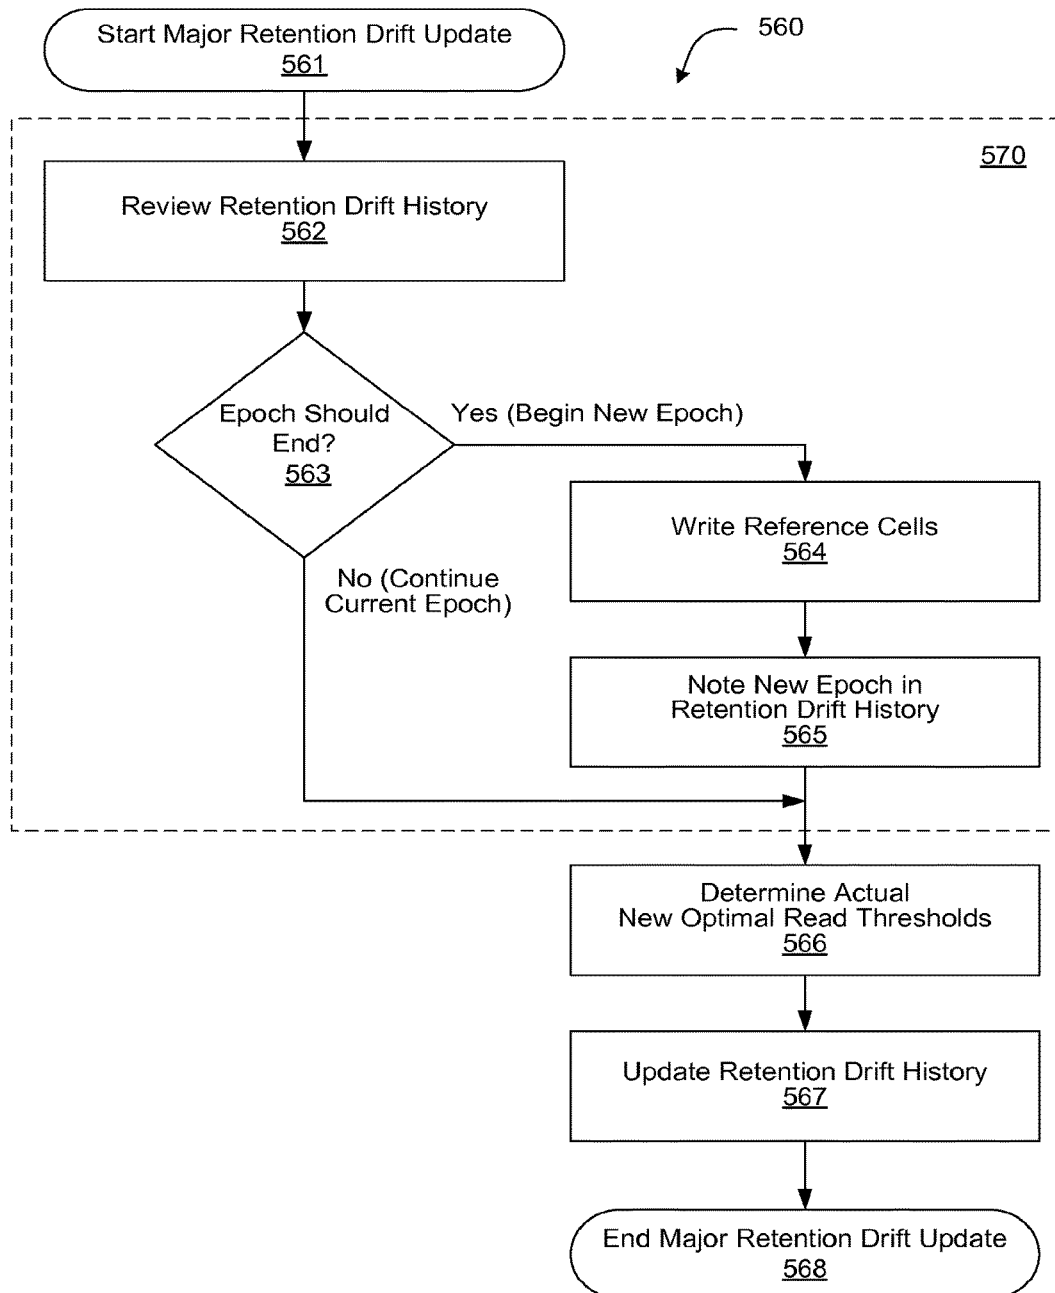 Start Major Retention Drift Update
561
560
570
Review Retention Drift History
562
Epoch Should
End?
563
Yes (Begin New Epoch)
No (Continue
Current Epoch)
Write Reference Cells
564
Note New Epoch in
Retention Drift History
565
Determine Actual
New Optimal Read Thresholds
566
Update Retention Drift History
567
End Major Retention Drift Update
568